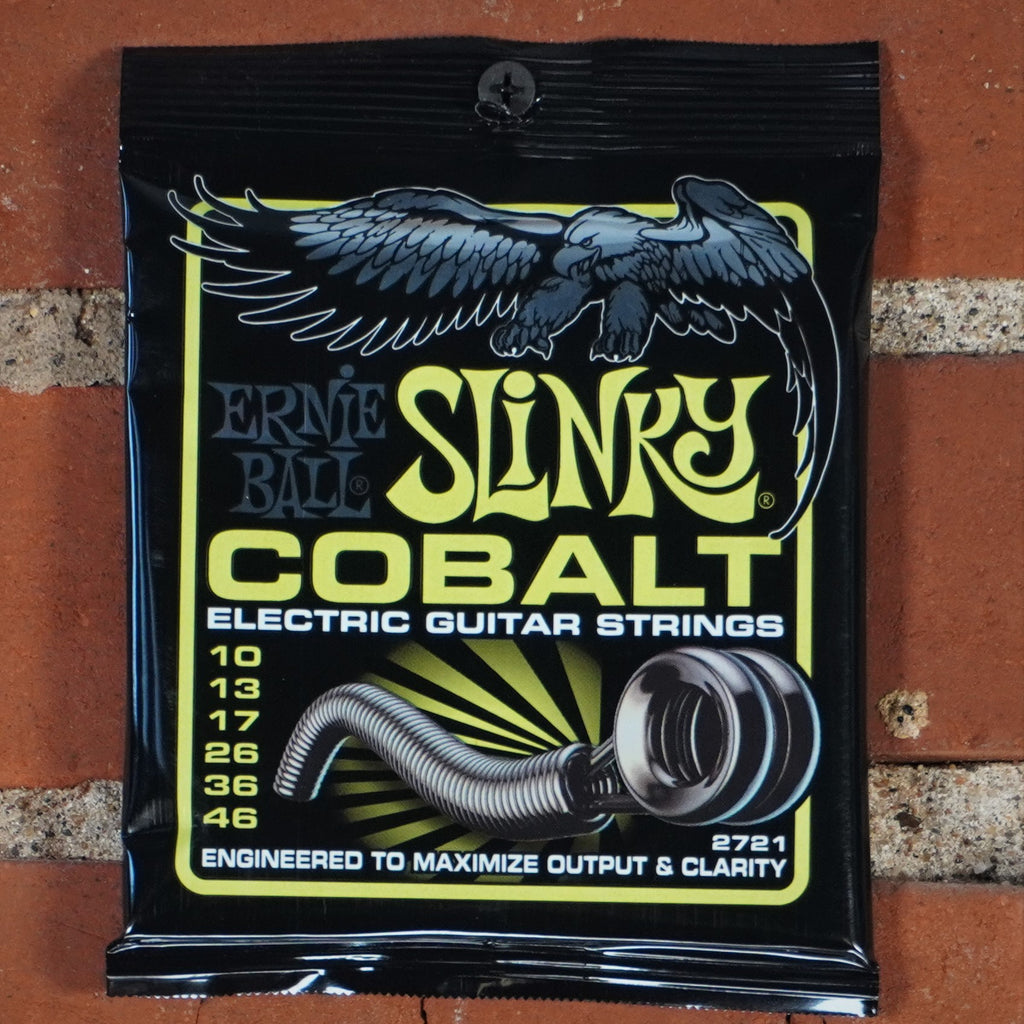 ERNiE BALL® SLiNKY®
COBALT
ELECTRIC GUITAR STRINGS
10
13
17
26
36
46
2721
ENGINEERED TO MAXIMIZE OUTPUT & CLARITY